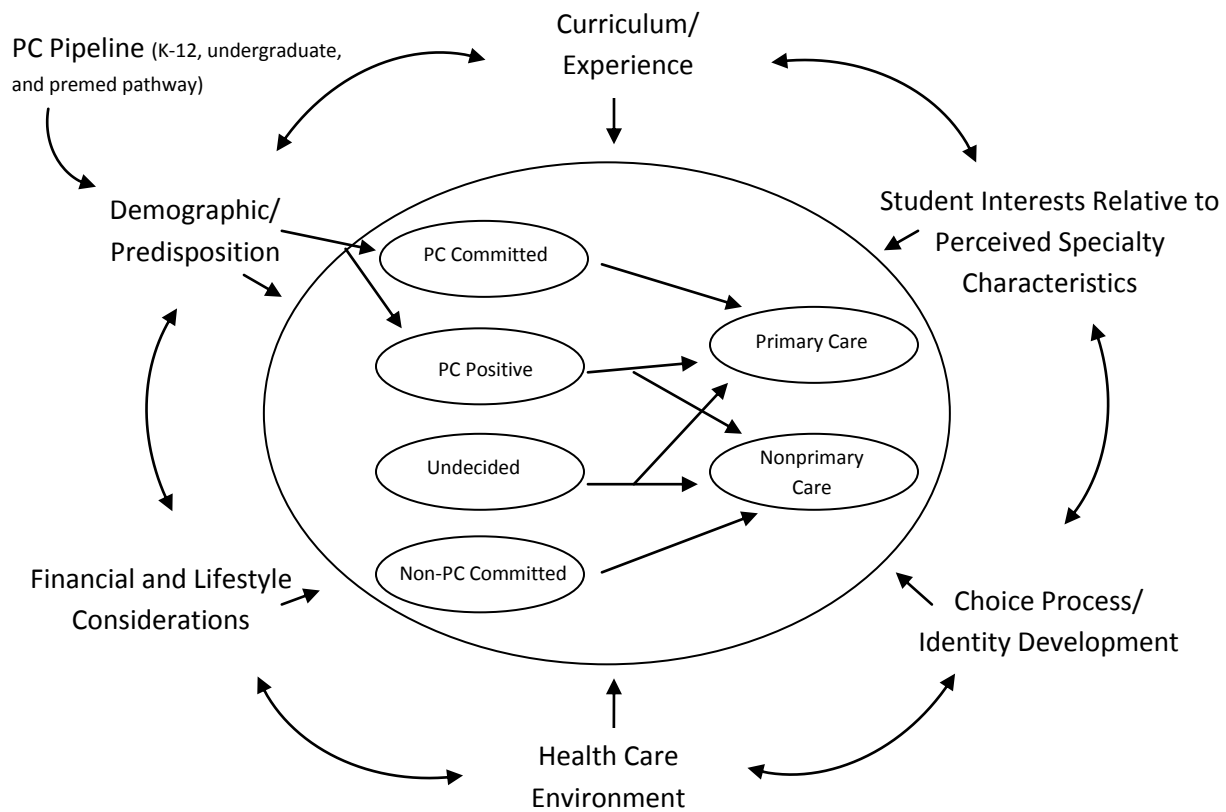 PC Pipeline (K-12, undergraduate,
and premed pathway)
Curriculum/
Experience
Demographic/
Predisposition
Student Interests Relative to
Perceived Specialty
Characteristics
PC Committed
Primary Care
PC Positive
Undecided
Nonprimary
Care
Non-PC Committed
Financial and Lifestyle
Considerations
Choice Process/
Identity Development
Health Care
Environment